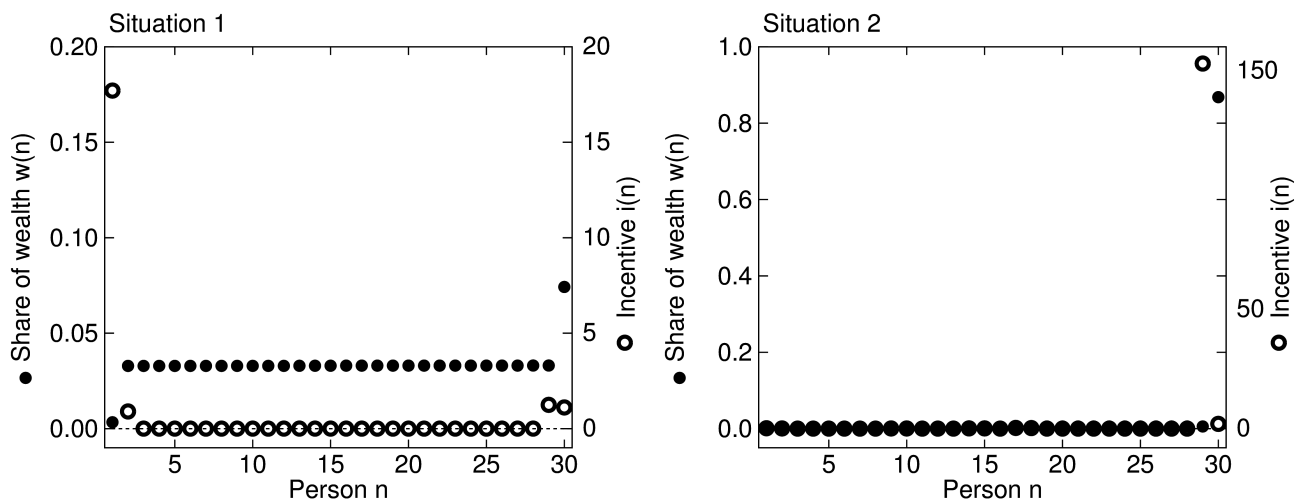 Situation 1
0.20
0.15
0.10
0.05
0.00
Share of wealth w(n)
20
15
10
5
0
Incentive i(n)
5 10 15 20 25 30
Person n
Situation 2
1.0
0.8
0.6
0.4
0.2
0.0
Share of wealth w(n)
150
50
0
Incentive i(n)
5 10 15 20 25 30
Person n